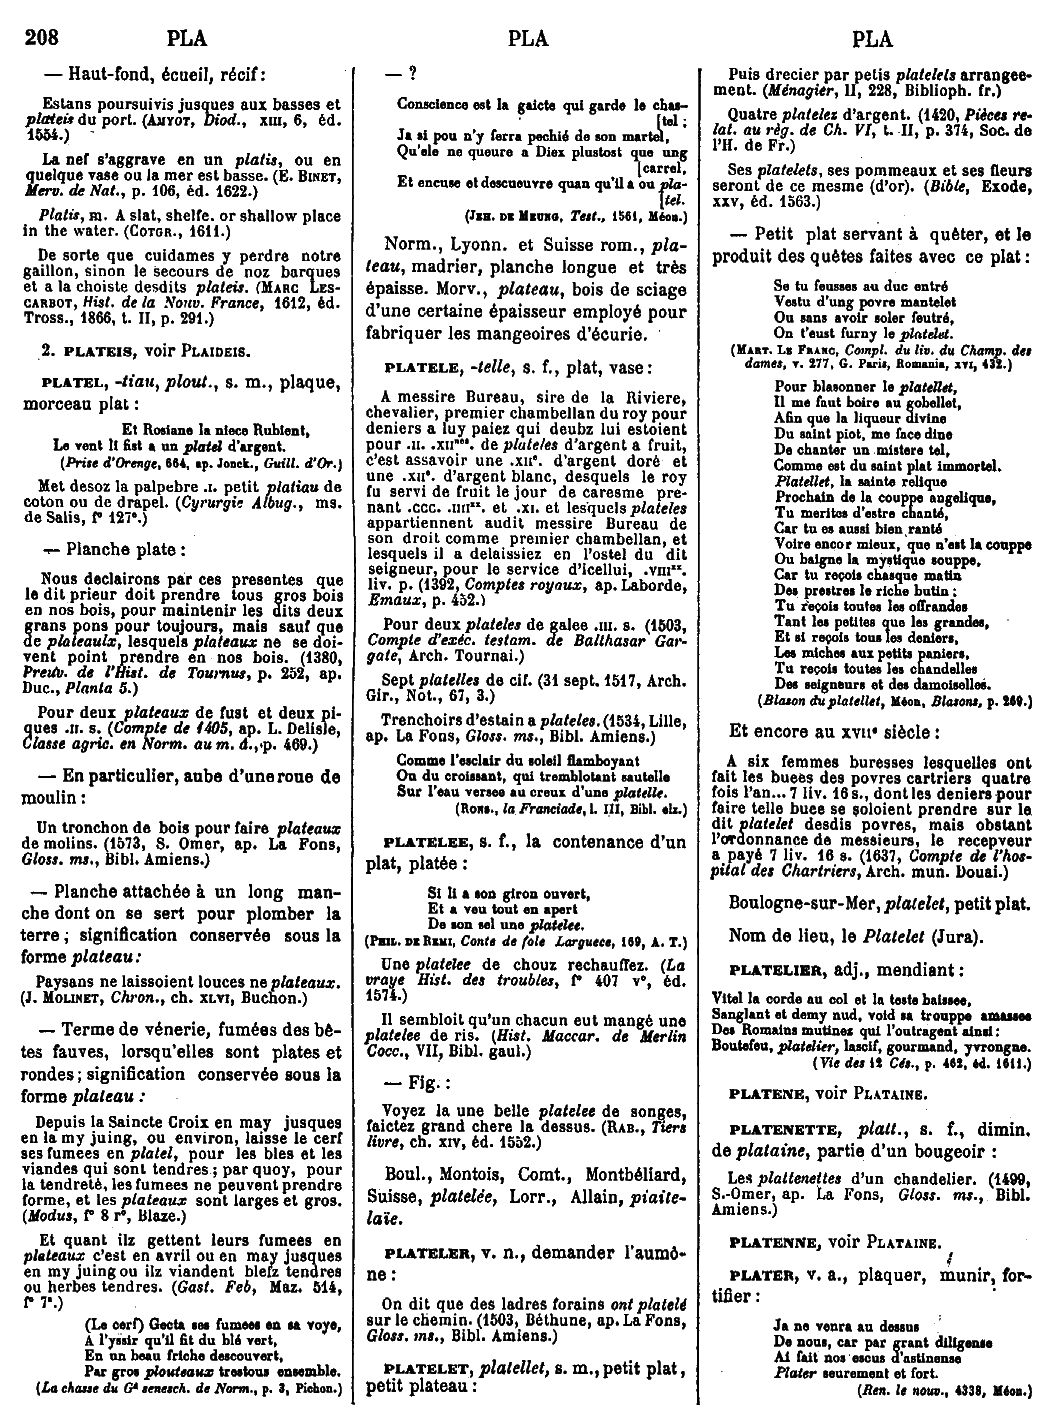 208 PLA PLA PLA
— Haut-fond, écueil, récif :
Estans poursuivis jusques aux basses et
plateis du port. (AMYOT, Diod., XIII, 6, éd.
1554.)
La nef s'aggrave en un platis, ou en
quelque vase ou la mer est basse. (E. BINET,
Merv. de Nat., p. 106, éd. 1622.)
Platis, m. A slat, shelfe. or shallow place
in the water. (COTGR., 1611.)
De sorte que cuidames y perdre notre
gaillon, sinon le secours de noz barques
et a la choiste desdits plateis. (MARC LES-
CARBOT, Hist. de la Nouv. France, 1612, éd.
Tross., 1866, t. II, p. 291.)
2. PLATEIS, voir PLAIDEIS.
PLATEL, -tiau, plout., s. m., plaque,
morceau plat :
Et Rosiane la niece Rubient,
Le vent li fist a un platel d'argent.
(Prise d'Orenge, 664, ap. Jonck., Guill. d'Or.)
Met desoz la palpebre .I. petit platiau de
coton ou de drapel. (Cyrurgie Albug., ms.
de Salis, f° 127ª.)
— Planche plate :
Nous declairons par ces presentes que
le dit prieur doit prendre tous gros bois
en nos bois, pour maintenir les dits deux
grans pons pour toujours, mais sauf que
de plateaulx, lesquels plateaux ne se doi-
vent point prendre en nos bois. (1380,
Preuv. de l'Hist. de Tournus, p. 252, ap.
Duc., Planta 5.)
Pour deux plateaux de fust et deux pi-
ques .II. s. (Compte de 1405, ap. L. Delisle,
Classe agric. en Norm. au m. â., p. 469.)
— En particulier, aube d'une roue de
moulin :
Un tronchon de bois pour faire plateaux
de molins. (1573, S. Omer, ap. La Fons,
Gloss. ms., Bibl. Amiens.)
— Planche attachée à un long man-
che dont on se sert pour plomber la
terre ; signification conservée sous la
forme plateau :
Paysans ne laissoient louces ne plateaux.
(J. MOLINET, Chron., ch. XLVI, Buchon.)
— Terme de vénerie, fumées des bê-
tes fauves, lorsqu'elles sont plates et
rondes ; signification conservée sous la
forme plateau :
Depuis la Saincte Croix en may jusques
en la my juing, ou environ, laisse le cerf
ses fumees en platel, pour les bles et les
viandes qui sont tendres ; par quoy, pour
la tendreté, les fumees ne peuvent prendre
forme, et les plateaux sont larges et gros.
(Modus, f° 8 r°, Blaze.)
Et quant ilz gettent leurs fumees en
plateaux c'est en avril ou en may jusques
en my juing ou ilz viandent blefz tendres
ou herbes tendres. (Gast. Feb, Maz. 514,
f° 7ª.)
(Le cerf) Gecta ses fumees en sa voye,
A l'yssir qu'il fit du blé vert,
En un beau friche descouvert,
Par gros plouteaux trestous ensemble.
(La chasse du Gd senesch. de Norm., p. 3, Pichon.)
— ?
Conscience est la gaicte qui garde le chas-
[tel ;
Ja si pou n'y ferra pechié de son martel,
Qu'ele ne queure a Diez plustost que ung
[carrel,
Et encuse et descueuvre quan qu'il a ou pla-
[tel.
(JEH. DE MEUNG, Test., 1561, Méon.)
Norm., Lyonn. et Suisse rom., pla-
teau, madrier, planche longue et très
épaisse. Morv., plateau, bois de sciage
d'une certaine épaisseur employé pour
fabriquer les mangeoires d'écurie.
PLATELE, -telle, s. f., plat, vase :
A messire Bureau, sire de la Riviere,
chevalier, premier chambellan du roy pour
deniers a luy paiez qui deubz lui estoient
pour .II. .XIInes. de plateles d'argent a fruit,
c'est assavoir une .XIIe. d'argent doré et
une .XIIe. d'argent blanc, desquels le roy
fu servi de fruit le jour de caresme pre-
nant .CCC. .IIIIxx. et .XI. et lesquels plateles
appartiennent audit messire Bureau de
son droit comme premier chambellan, et
lesquels il a delaissiez en l'ostel du dit
seigneur, pour le service d'icellui, .VIIIxx.
liv. p. (1392, Comptes royaux, ap. Laborde,
Emaux, p. 452.)
Pour deux plateles de galee .III. s. (1503,
Compte d'exéc. testam. de Balthasar Gar-
gate, Arch. Tournai.)
Sept platelles de cif. (31 sept. 1517, Arch.
Gir., Not., 67, 3.)
Trenchoirs d'estain a plateles. (1534, Lille,
ap. La Fons, Gloss. ms., Bibl. Amiens.)
Comme l'esclair du soleil flamboyant
Ou du croissant, qui tremblotant sautelle
Sur l'eau versee au creux d'une platelle.
(RONS., la Franciade, l. III, Bibl. elz.)
PLATELEE, s. f., la contenance d'un
plat, platée :
Si li a son giron ouvert,
Et a veu tout en apert
De son sel une platelee.
(PHIL. DE REMI, Conte de fole Larguece, 169, A. T.)
Une platelee de chouz rechauffez. (La
vraye Hist. des troubles, f° 407 v°, éd.
1574.)
Il sembloit qu'un chacun eut mangé une
platelee de ris. (Hist. Maccar. de Merlin
Cocc., VII, Bibl. gaul.)
— Fig. :
Voyez la une belle platelee de songes,
faictez grand chere la dessus. (RAB., Tiers
livre, ch. XIV, éd. 1552.)
Boul., Montois, Comt., Montbéliard,
Suisse, platelée, Lorr., Allain, piaite-
laïe.
PLATELER, v. n., demander l'aumô-
ne :
On dit que des ladres forains ont platelé
sur le chemin. (1503, Béthune, ap. La Fons,
Gloss. ms., Bibl. Amiens.)
PLATELET, platellet, s. m., petit plat,
petit plateau :
Puis drecier par petis platelels arrangee-
ment. (Ménagier, II, 228, Biblioph. fr.)
Quatre platelez d'argent. (1420, Pièces re-
lat. au règ. de Ch. VI, t. II, p. 374, Soc. de
l'H. de Fr.)
Ses platelets, ses pommeaux et ses fleurs
seront de ce mesme (d'or). (Bible, Exode,
XXV, éd. 1563.)
— Petit plat servant à quêter, et le
produit des quêtes faites avec ce plat :
Se tu feusses au duc entré
Vestu d'ung povre mantelet
Ou sans avoir soler feutré,
On t'eust furny le platelet.
(MART. LE FRANC, Compl. du liv. du Champ. des
dames, v. 277, G. Paris, Romania, XVI, 432.)
Pour blasonner le platellet,
Il me faut boire au gobellet,
Afin que la liqueur divine
Du saint piot, me face dine
De chanter un mistere tel,
Comme est du saint plat immortel.
Platellet, la sainte relique
Prochain de la couppe angelique,
Tu merites d'estre chanté,
Car tu es aussi bien ranté
Voire encor mieux, que n'est la couppe
Ou baigne la mystique souppe,
Car tu reçois chasque matin
Des prestres le riche butin ;
Tu reçois toutes les offrandes
Tant les petites que les grandes,
Et si reçois tous les deniers,
Les miches aux petits paniers,
Tu reçois toutes les chandelles
Des seigneurs et des damoiselles.
(Blason du platellet, Méon, Blasons, p. 269.)
Et encore au XVIIe siècle :
A six femmes buresses lesquelles ont
fait les buees des povres cartriers quatre
fois l'an... 7 liv. 16 s., dont les deniers pour
faire telle buee se soloient prendre sur le
dit platelet desdis povres, mais obstant
l'ordonnance de messieurs, le recepveur
a payé 7 liv. 16 s. (1637, Compte de l'hos-
pital des Chartriers, Arch. mun. Douai.)
Boulogne-sur-Mer, platelet, petit plat.
Nom de lieu, le Platelet (Jura).
PLATELIER, adj., mendiant :
Vitel la corde au col et la teste baissee,
Sanglant et demy nud, void sa trouppe amassee
Des Romains mutinez qui l'outragent ainsi :
Boutefeu, platelier, lascif, gourmand, yvrongne.
(Vie des 12 Cés., p. 462, éd. 1611.)
PLATENE, voir PLATAINE.
PLATENETTE, platt., s. f., dimin.
de plataine, partie d'un bougeoir :
Les plattenettes d'un chandelier. (1499,
S.-Omer, ap. La Fons, Gloss. ms., Bibl.
Amiens.)
PLATENNE, voir PLATAINE.
PLATER, v. a., plaquer, munir, for-
tifier :
Ja ne venra au dessus
De nous, car par grant diligense
Ai fait nos escus d'astinense
Plater seurement et fort.
(Ren. le nouv., 4338, Méon.)